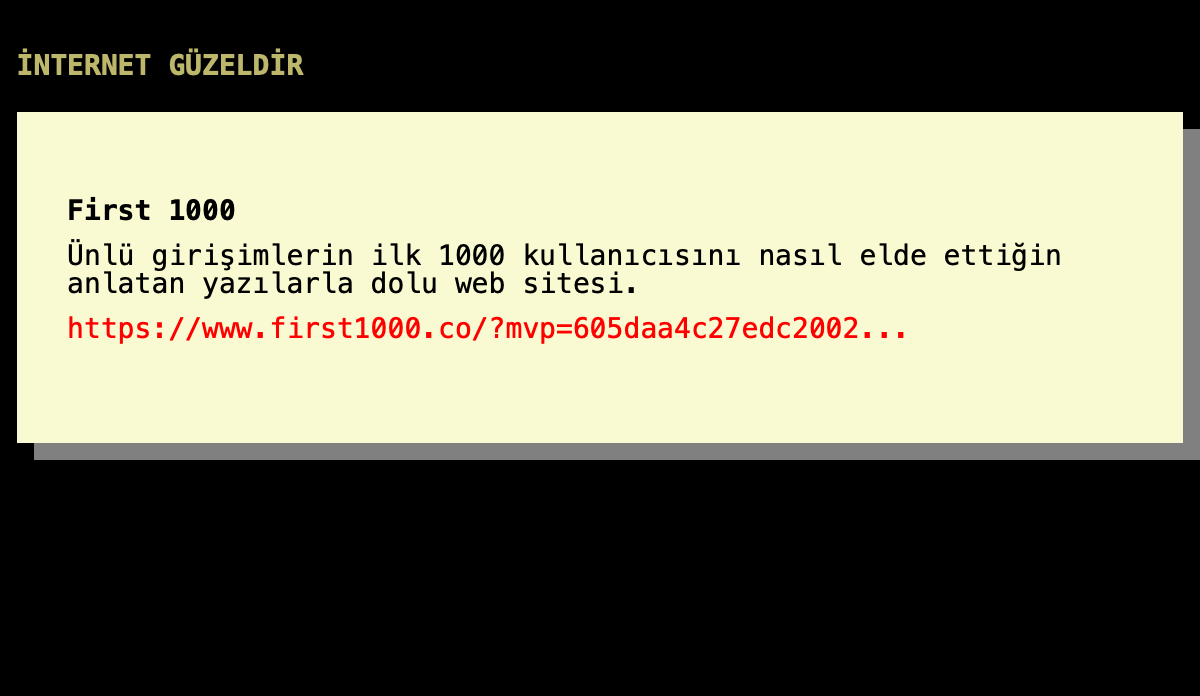 İNTERNET GÜZELDİR
First 1000
Ünlü girişimlerin ilk 1000 kullanıcısını nasıl elde ettiğin
anlatan yazılarla dolu web sitesi.
https://www.first1000.co/?mvp=605daa4c27edc2002...